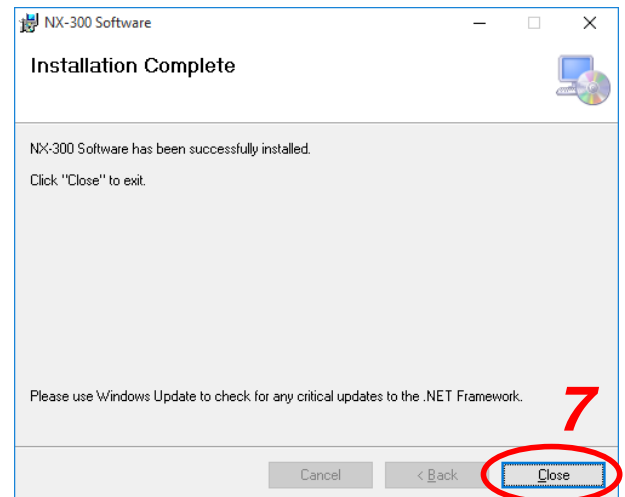 NX-300 Software
Installation Complete
NX-300 Software has been successfully installed.
Click "Close" to exit.
Please use Windows Update to check for any critical updates to the .NET Framework.
7
Cancel
< Back
Close